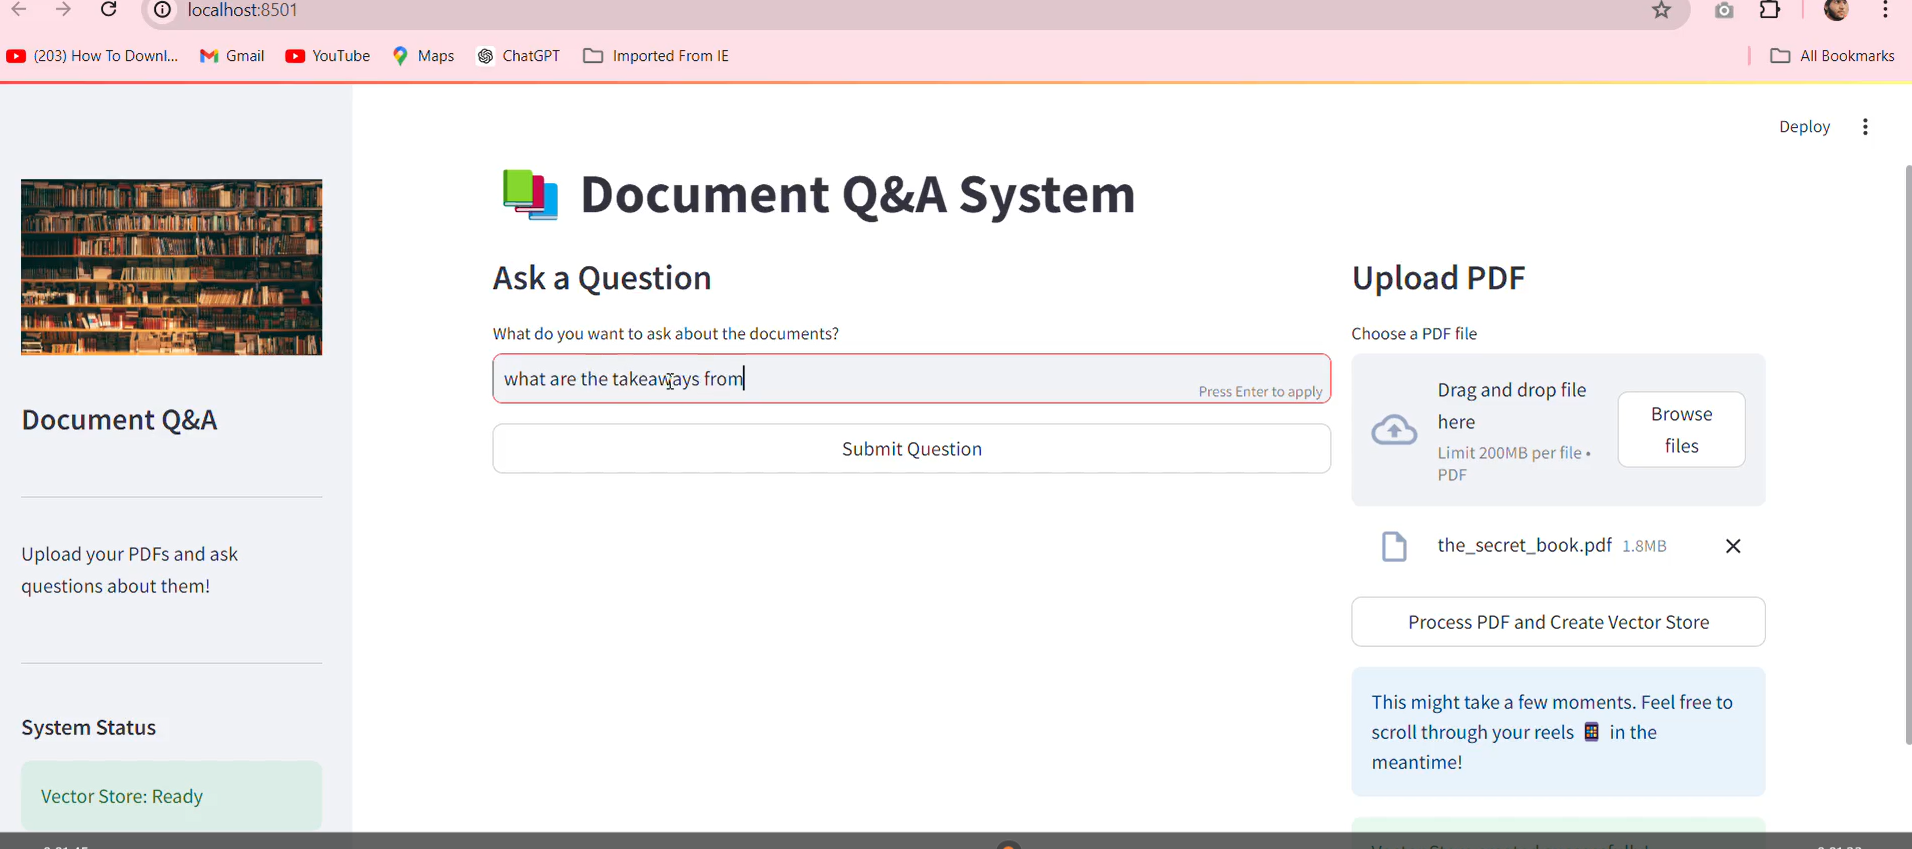 localhost:8501
(203) How To Downl...
Gmail
YouTube
Maps
ChatGPT
Imported From IE
All Bookmarks
Deploy
Document Q&A System
Ask a Question
What do you want to ask about the documents?
what are the takeaways from
Press Enter to apply
Submit Question
Upload PDF
Choose a PDF file
Drag and drop file
here
Limit 200MB per file •
PDF
Browse
files
the_secret_book.pdf 1.8MB
Process PDF and Create Vector Store
This might take a few moments. Feel free to
scroll through your reels 📱 in the
meantime!
Document Q&A
Upload your PDFs and ask
questions about them!
System Status
Vector Store: Ready